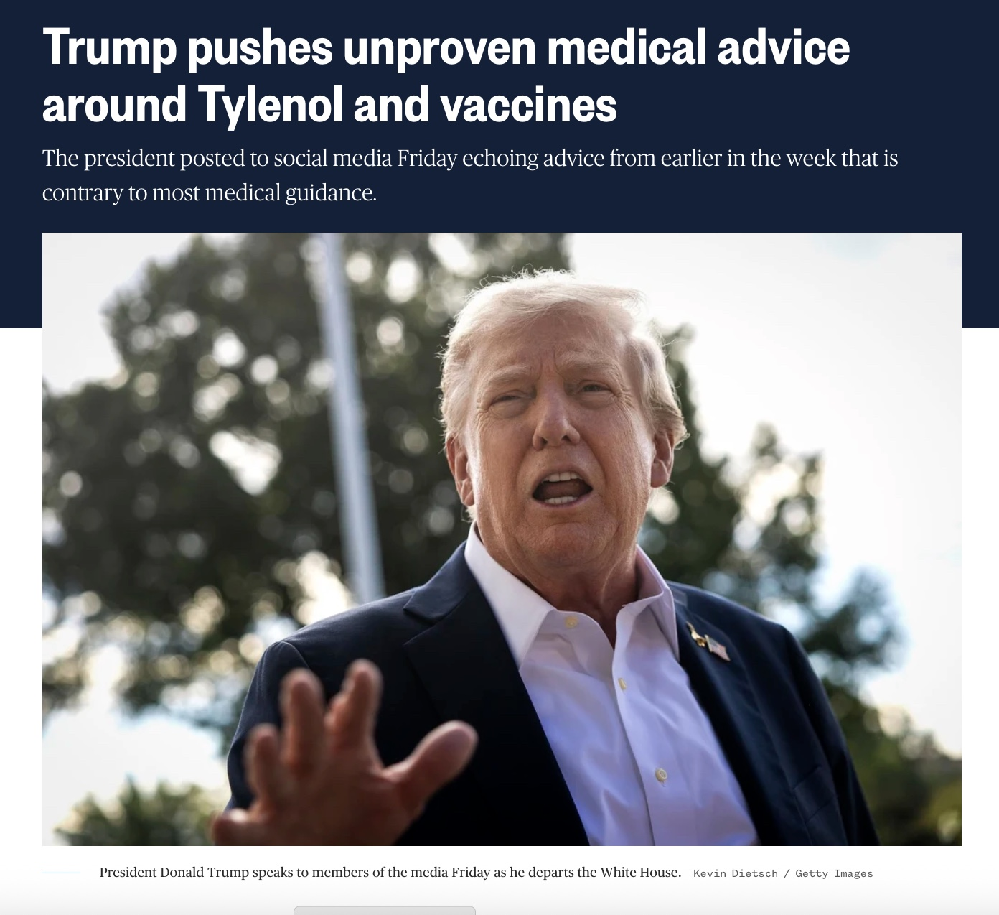 Trump pushes unproven medical advice
around Tylenol and vaccines
The president posted to social media Friday echoing advice from earlier in the week that is
contrary to most medical guidance.
President Donald Trump speaks to members of the media Friday as he departs the White House. Kevin Dietsch / Getty Images